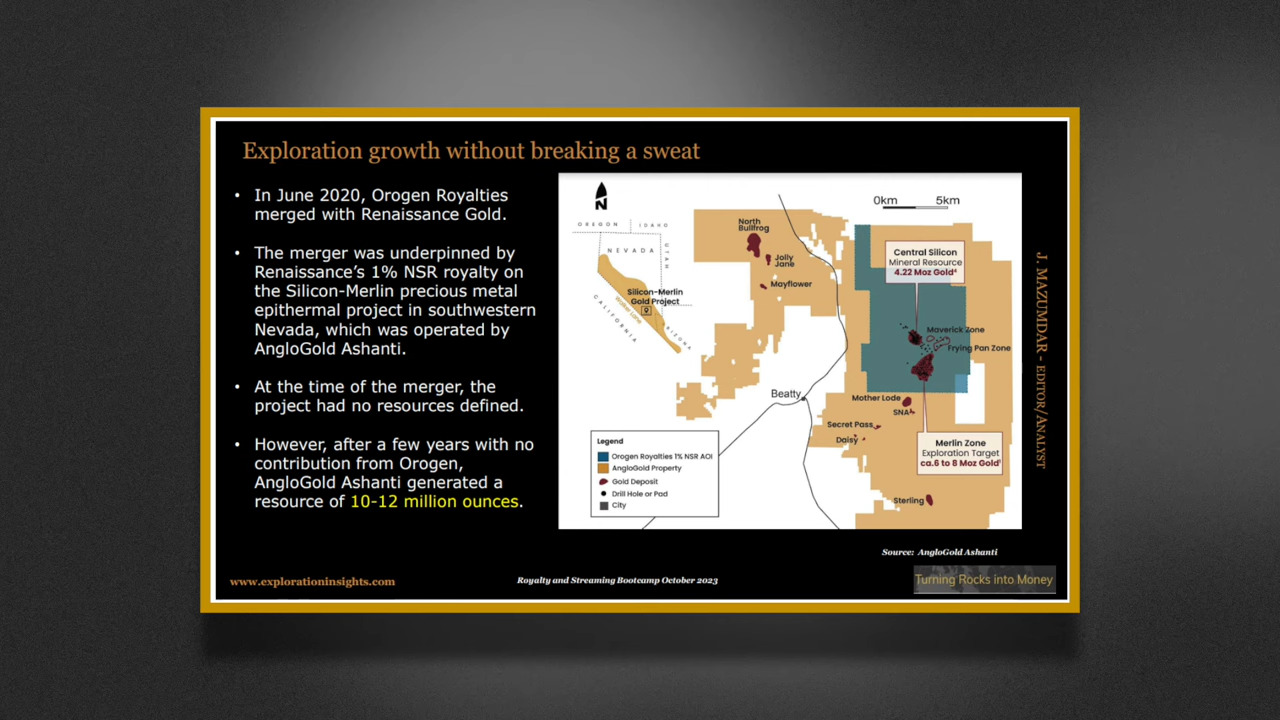 Exploration growth without breaking a sweat
• In June 2020, Orogen Royalties
merged with Renaissance Gold.
• The merger was underpinned by
Renaissance's 1% NSR royalty on
the Silicon-Merlin precious metal
epithermal project in southwestern
Nevada, which was operated by
AngloGold Ashanti.
• At the time of the merger, the
project had no resources defined.
• However, after a few years with no
contribution from Orogen,
AngloGold Ashanti generated a
resource of 10-12 million ounces.
N
OREGON
IDAHO
NEVADA
UTAH
Silicon-Merlin
Gold Project
Walker Lane
CALIFORNIA
ARIZONA
0km 5km
North
Bullfrog
Jolly
Jane
Mayflower
Central Silicon
Mineral Resource
4.22 Moz Gold⁴
Maverick Zone
Frying Pan Zone
Beatty
Mother Lode
SNA
Secret Pass
Daisy
Merlin Zone
Exploration Target
ca.6 to 8 Moz Gold
Sterling
Legend
Orogen Royalties 1% NSR AOI
AngloGold Property
Gold Deposit
Drill Hole or Pad
City
J. MAZUMDAR - EDITOR/ANALYST
Source: AngloGold Ashanti
www.explorationinsights.com
Royalty and Streaming Bootcamp October 2023
Turning Rocks into Money